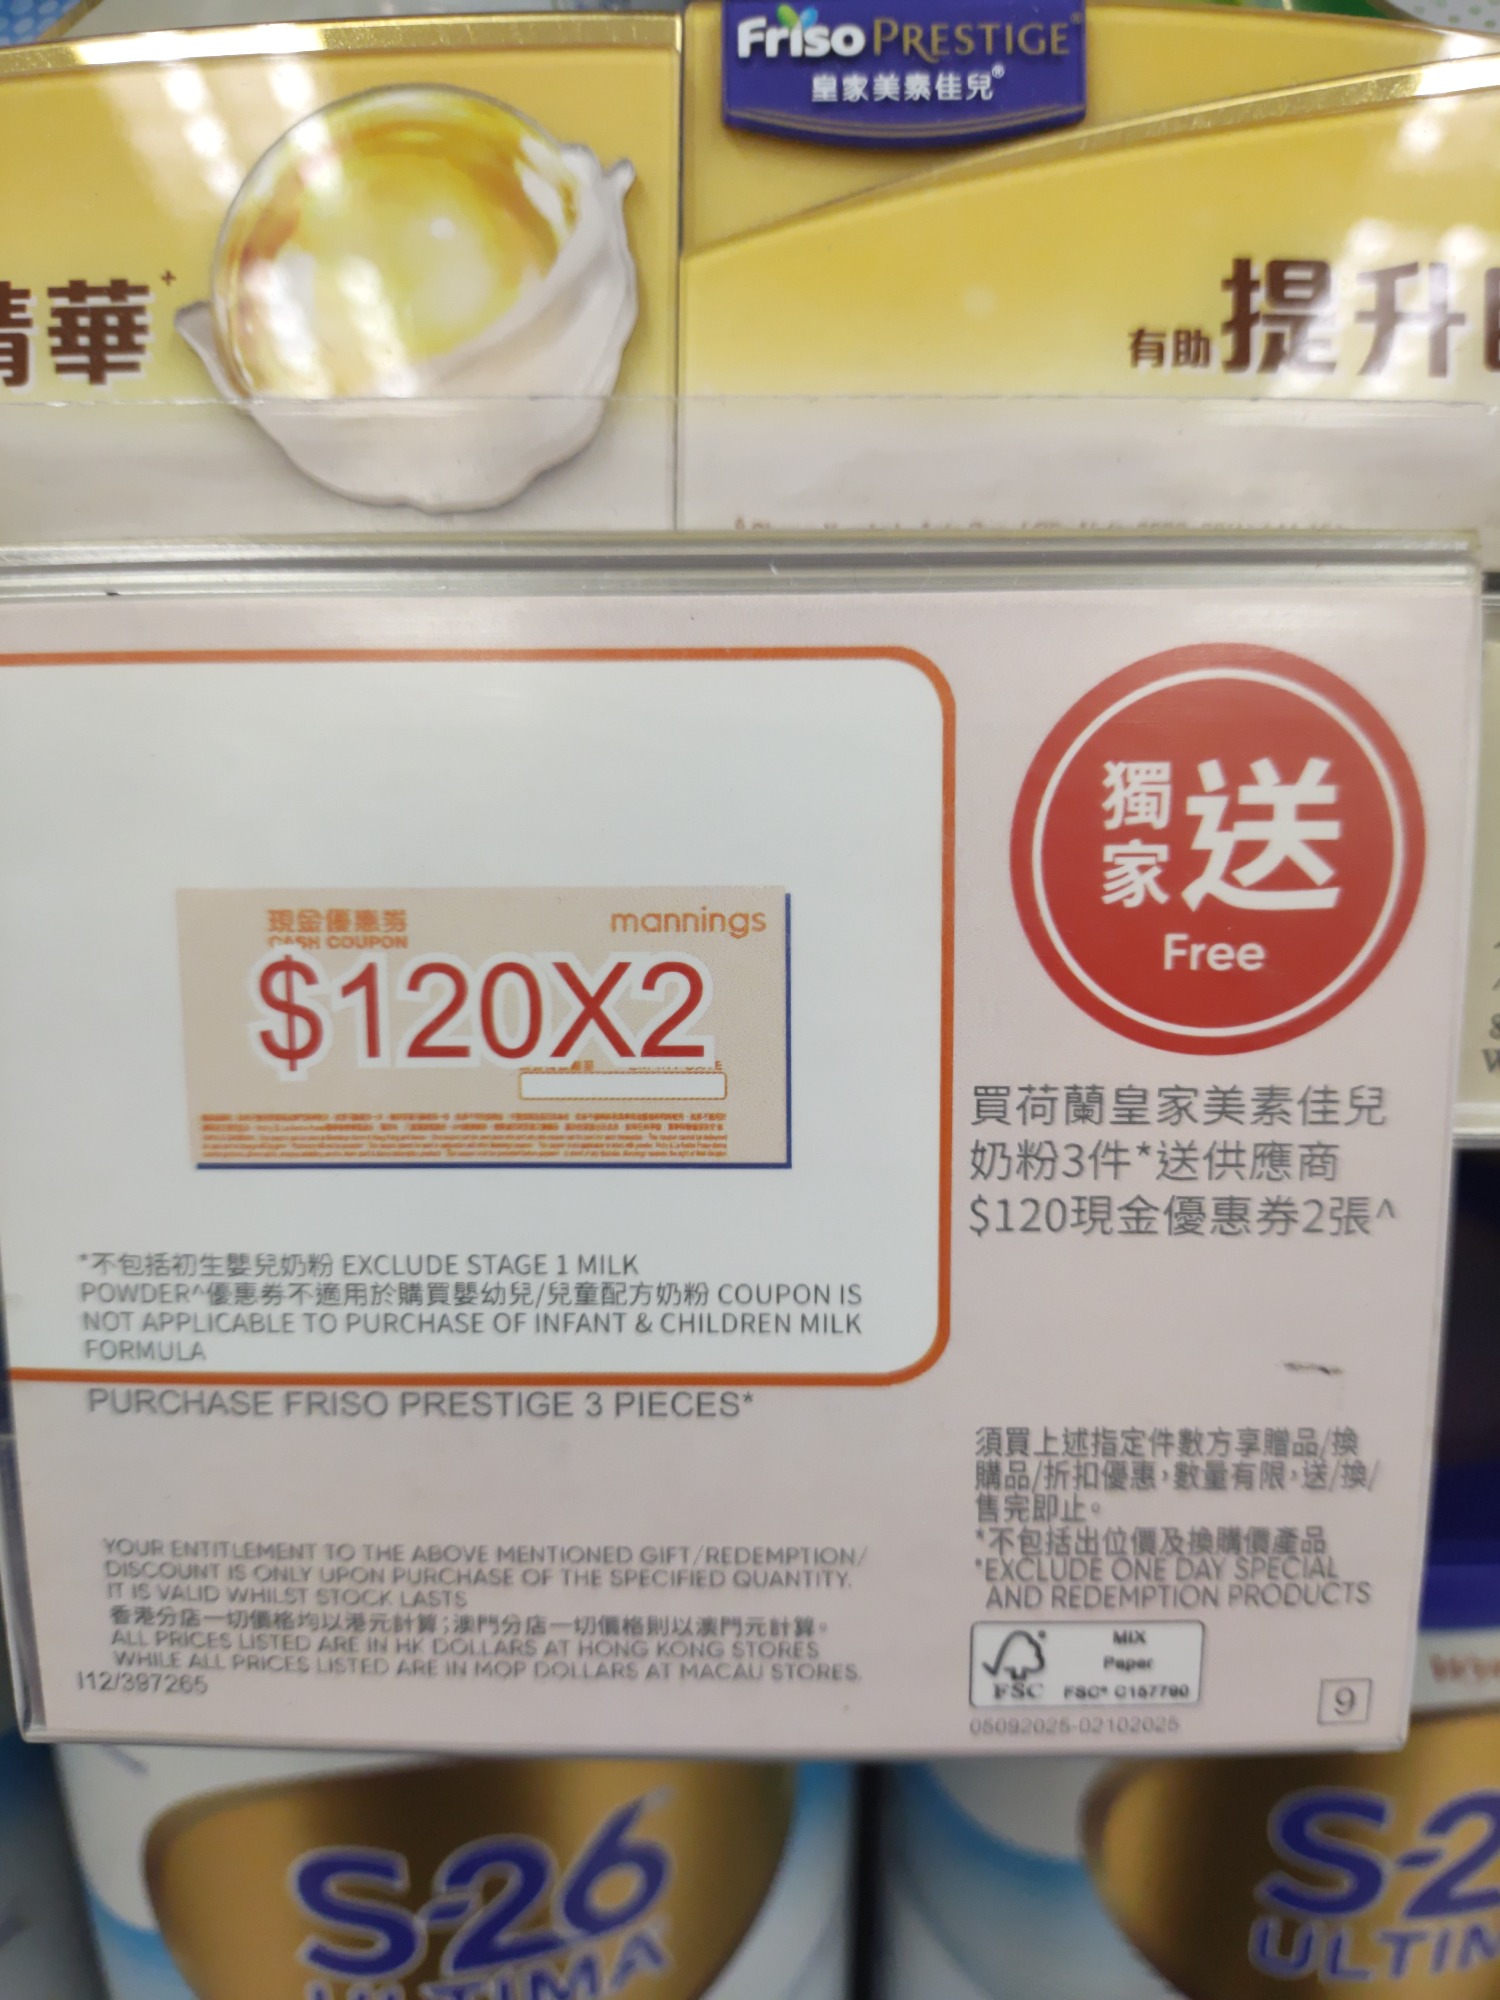 Friso PRESTIGE®
皇家美素佳兒®
精華+
有助提升
獨家送
Free
現金優惠券
CASH COUPON
mannings
$120X2
買荷蘭皇家美素佳兒
奶粉3件*送供應商
$120現金優惠券2張^
*不包括初生嬰兒奶粉 EXCLUDE STAGE 1 MILK
POWDER^優惠券不適用於購買嬰幼兒/兒童配方奶粉 COUPON IS
NOT APPLICABLE TO PURCHASE OF INFANT & CHILDREN MILK
FORMULA
PURCHASE FRISO PRESTIGE 3 PIECES*
須買上述指定件數方享贈品/換
購品/折扣優惠，數量有限，送/換/
售完即止。
*不包括出位價及換購價產品
*EXCLUDE ONE DAY SPECIAL
AND REDEMPTION PRODUCTS
YOUR ENTITLEMENT TO THE ABOVE MENTIONED GIFT/REDEMPTION/
DISCOUNT IS ONLY UPON PURCHASE OF THE SPECIFIED QUANTITY.
IT IS VALID WHILST STOCK LASTS
香港分店一切價格均以港元計算；澳門分店一切價格則以澳門元計算。
ALL PRICES LISTED ARE IN HK DOLLARS AT HONG KONG STORES
WHILE ALL PRICES LISTED ARE IN MOP DOLLARS AT MACAU STORES.
I12/397265
FSC
MIX
Paper
FSC® C157790
05092025-02102025
9
S-26
ULTIMA
S-2
ULTIM